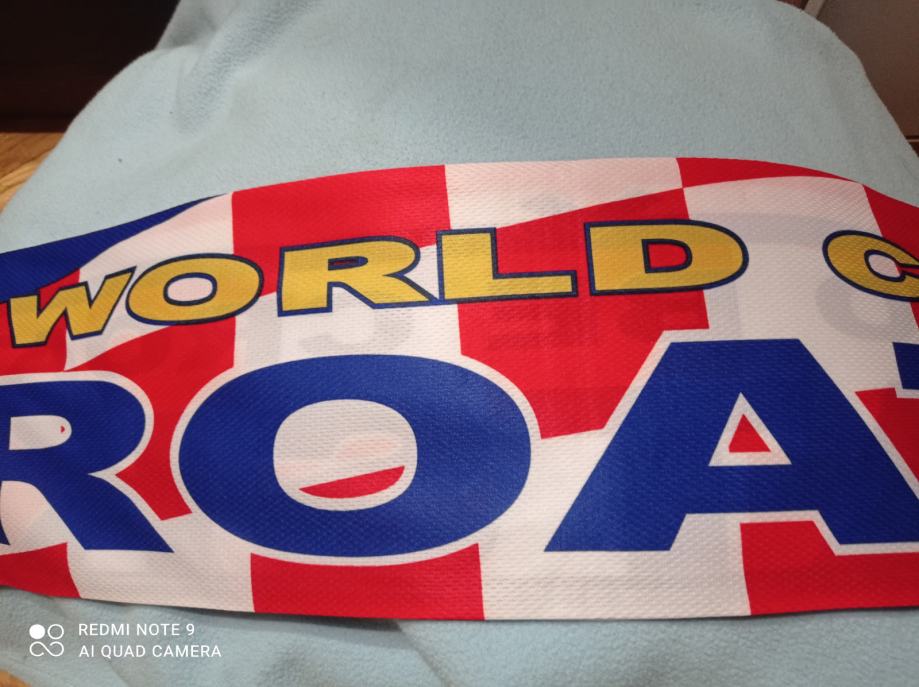 WORLD C
ROA
REDMI NOTE 9
AI QUAD CAMERA